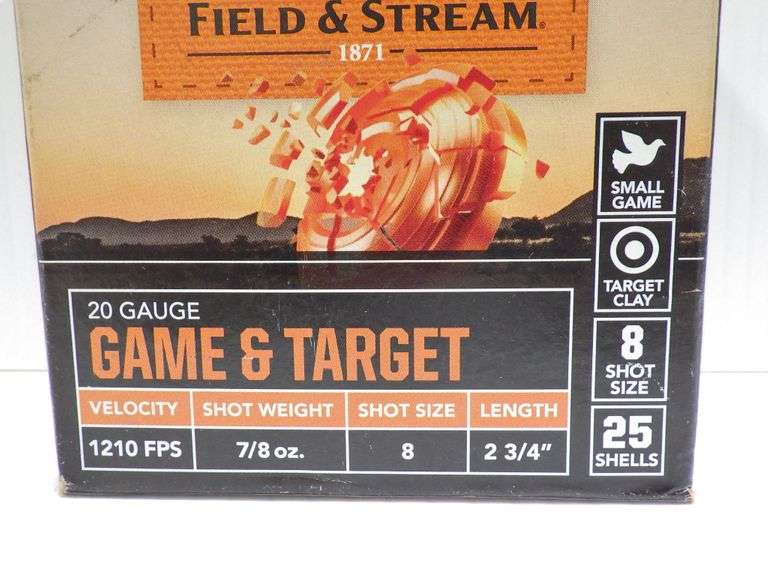 FIELD & STREAM®
1871
SMALL
GAME
TARGET
CLAY
8
SHOT
SIZE
25
SHELLS
20 GAUGE
GAME & TARGET
VELOCITY SHOT WEIGHT SHOT SIZE LENGTH
1210 FPS 7/8 oz. 8 2 3/4"